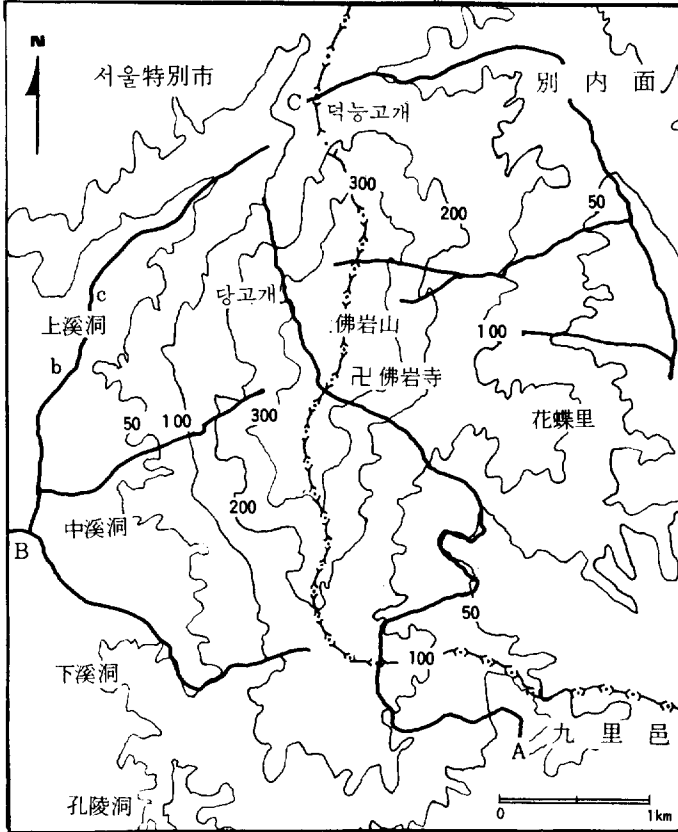 N
서울特別市
C
덕능고개
別內面
300
200
50
c
당고개
上溪洞
佛岩山
100
b
卍佛岩寺
50
100
300
花蝶里
200
中溪洞
B
50
下溪洞
100
A
九里邑
孔陵洞
0
1km